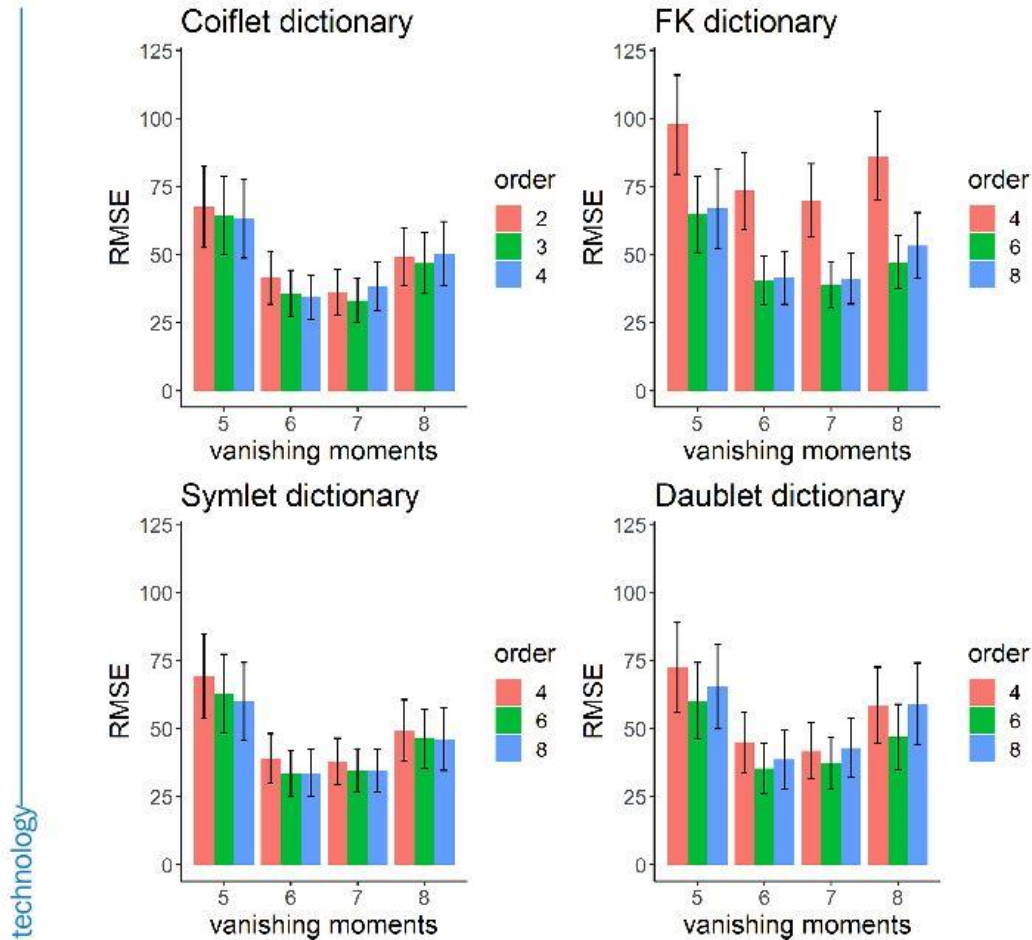 Coiflet dictionary
125
100
75
50
25
0
RMSE
5 6 7 8
vanishing moments
order
2
3
4
FK dictionary
125
100
75
50
25
0
RMSE
5 6 7 8
vanishing moments
order
4
6
8
Symlet dictionary
125
100
75
50
25
0
RMSE
5 6 7 8
vanishing moments
order
4
6
8
Daublet dictionary
125
100
75
50
25
0
RMSE
5 6 7 8
vanishing moments
order
4
6
8
technology